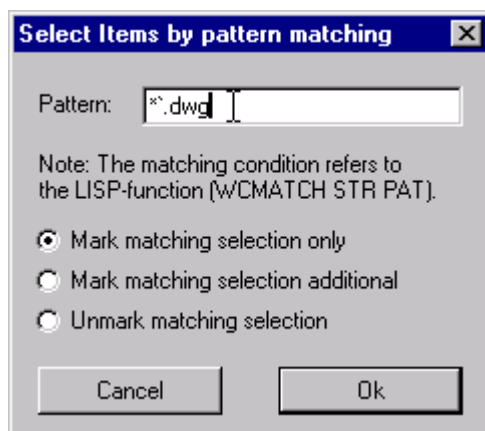 Select Items by pattern matching
Pattern: *`.dwg
Note: The matching condition refers to
the LISP-function (WCMATCH STR PAT).
Mark matching selection only
Mark matching selection additional
Unmark matching selection
Cancel Ok